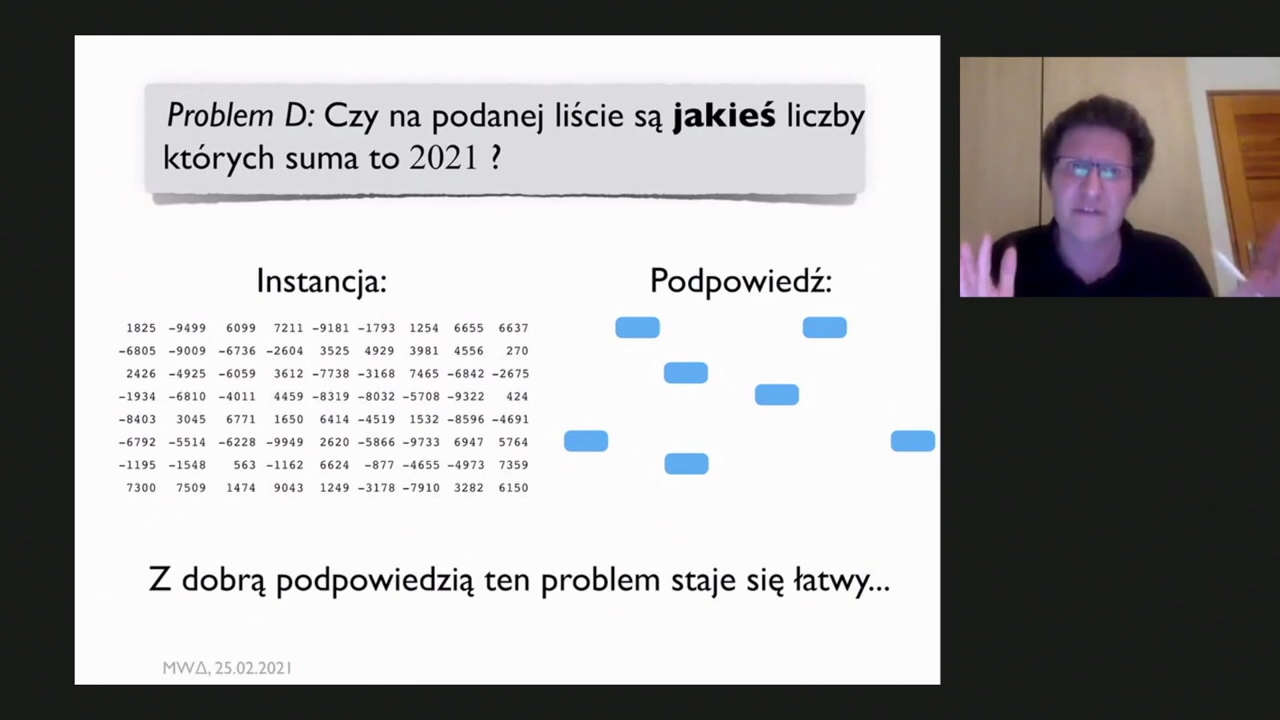 Problem D: Czy na podanej liście są jakieś liczby
których suma to 2021 ?
Instancja:
Podpowiedź:
1825 −9499 6099 7211 −9181 −1793 1254 6655 6637
−6805 −9009 −6736 −2604 3525 4929 3981 4556 270
2426 −4925 −6059 3612 −7738 −3168 7465 −6842 −2675
−1934 −6810 −4011 4459 −8319 −8032 −5708 −9322 424
−8403 3045 6771 1650 6414 −4519 1532 −8596 −4691
−6792 −5514 −6228 −9949 2620 −5866 −9733 6947 5764
−1195 −1548 563 −1162 6624 −877 −4655 −4973 7359
7300 7509 1474 9043 1249 −3178 −7910 3282 6150
Z dobrą podpowiedzią ten problem staje się łatwy...
MW∆, 25.02.2021